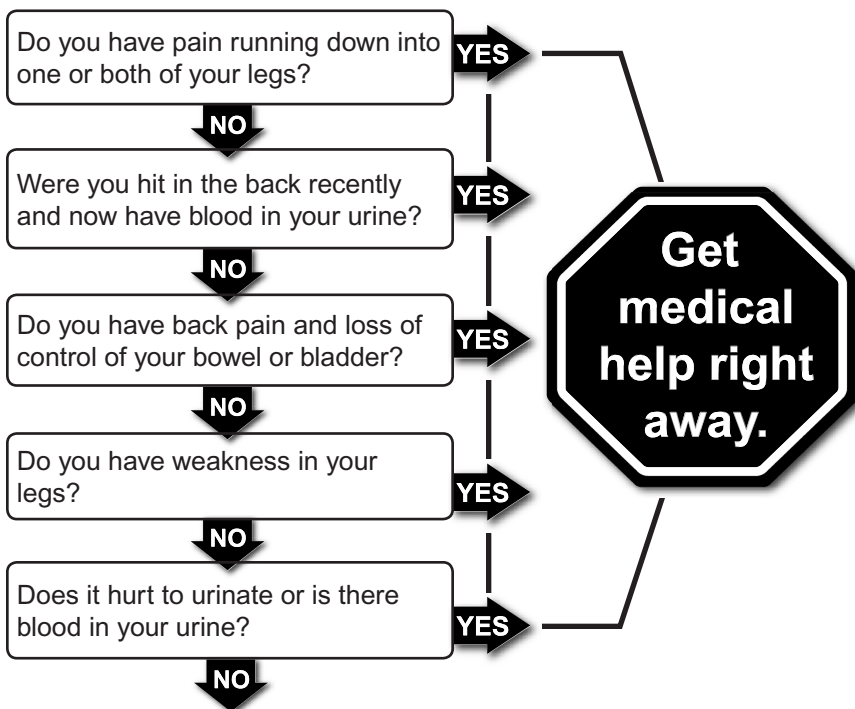 Do you have pain running down into
one or both of your legs?
YES
NO
Were you hit in the back recently
and now have blood in your urine?
YES
NO
Do you have back pain and loss of
control of your bowel or bladder?
YES
NO
Do you have weakness in your
legs?
YES
NO
Does it hurt to urinate or is there
blood in your urine?
YES
NO
Get
medical
help right
away.